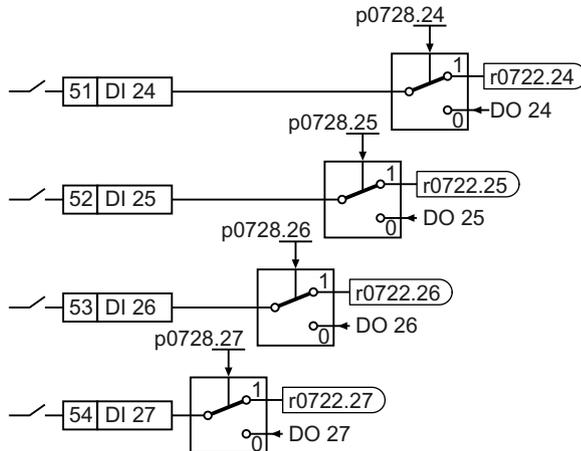 p0728.24
51 DI 24 1 r0722.24
0 DO 24
p0728.25
52 DI 25 1 r0722.25
0 DO 25
p0728.26
53 DI 26 1 r0722.26
0 DO 26
p0728.27
54 DI 27 1 r0722.27
0 DO 27